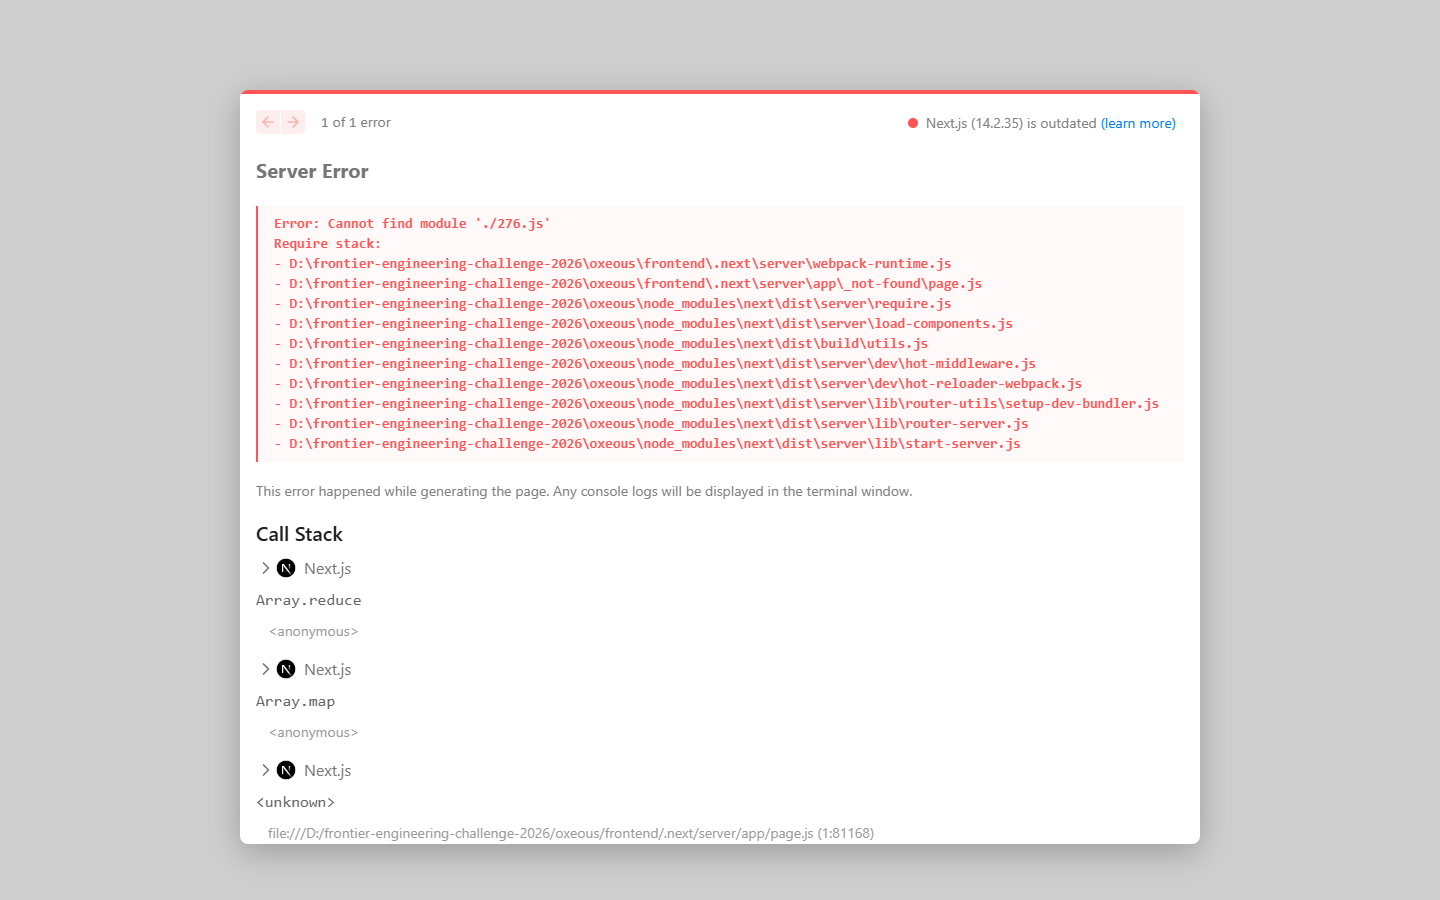 1 of 1 error
Next.js (14.2.35) is outdated (learn more)
Server Error
Error: Cannot find module './276.js'
Require stack:
- D:\frontier-engineering-challenge-2026\oxeous\frontend\.next\server\webpack-runtime.js
- D:\frontier-engineering-challenge-2026\oxeous\frontend\.next\server\app\_not-found\page.js
- D:\frontier-engineering-challenge-2026\oxeous\node_modules\next\dist\server\require.js
- D:\frontier-engineering-challenge-2026\oxeous\node_modules\next\dist\server\load-components.js
- D:\frontier-engineering-challenge-2026\oxeous\node_modules\next\dist\build\utils.js
- D:\frontier-engineering-challenge-2026\oxeous\node_modules\next\dist\server\dev\hot-middleware.js
- D:\frontier-engineering-challenge-2026\oxeous\node_modules\next\dist\server\dev\hot-reloader-webpack.js
- D:\frontier-engineering-challenge-2026\oxeous\node_modules\next\dist\server\lib\router-utils\setup-dev-bundler.js
- D:\frontier-engineering-challenge-2026\oxeous\node_modules\next\dist\server\lib\router-server.js
- D:\frontier-engineering-challenge-2026\oxeous\node_modules\next\dist\server\lib\start-server.js
This error happened while generating the page. Any console logs will be displayed in the terminal window.
Call Stack
N Next.js
Array.reduce
<anonymous>
N Next.js
Array.map
<anonymous>
N Next.js
<unknown>
file:///D:/frontier-engineering-challenge-2026/oxeous/frontend/.next/server/app/page.js (1:81168)